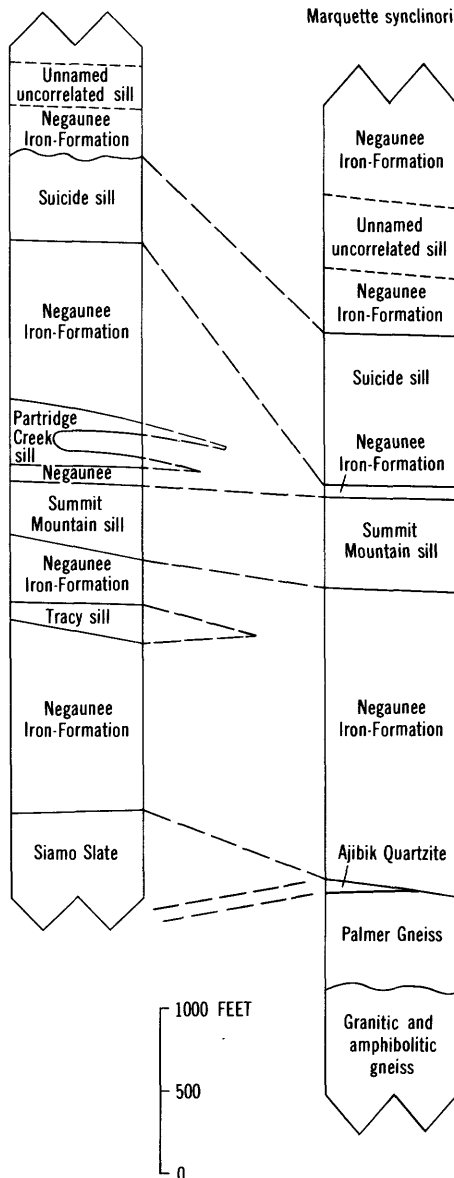 Marquette synclinori
Unnamed
uncorrelated sill
Negaunee
Iron-Formation
Suicide sill
Negaunee
Iron-Formation
Partridge
Creek
sill
Negaunee
Summit
Mountain sill
Negaunee
Iron-Formation
Tracy sill
Negaunee
Iron-Formation
Siamo Slate
Negaunee
Iron-Formation
Unnamed
uncorrelated sill
Negaunee
Iron-Formation
Suicide sill
Negaunee
Iron-Formation
Summit
Mountain sill
Negaunee
Iron-Formation
Ajibik Quartzite
Palmer Gneiss
Granitic and
amphibolitic
gneiss
1000 FEET
500
0